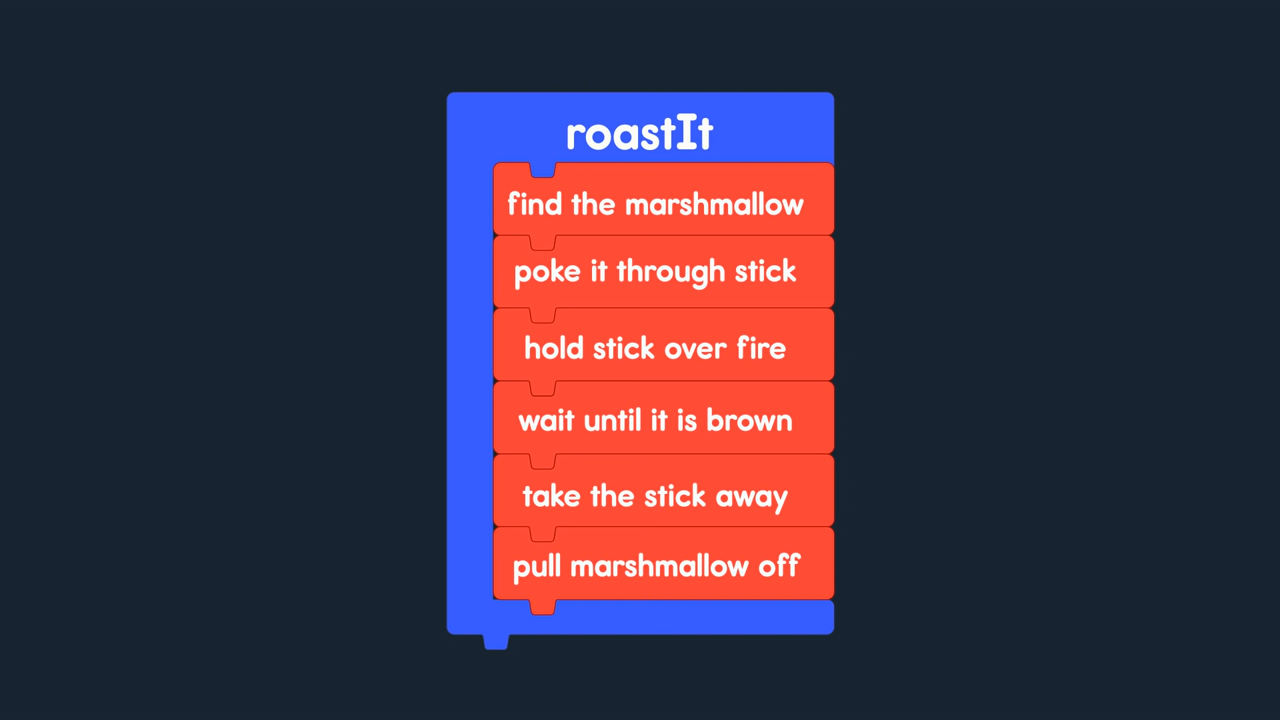 roastIt
find the marshmallow
poke it through stick
hold stick over fire
wait until it is brown
take the stick away
pull marshmallow off